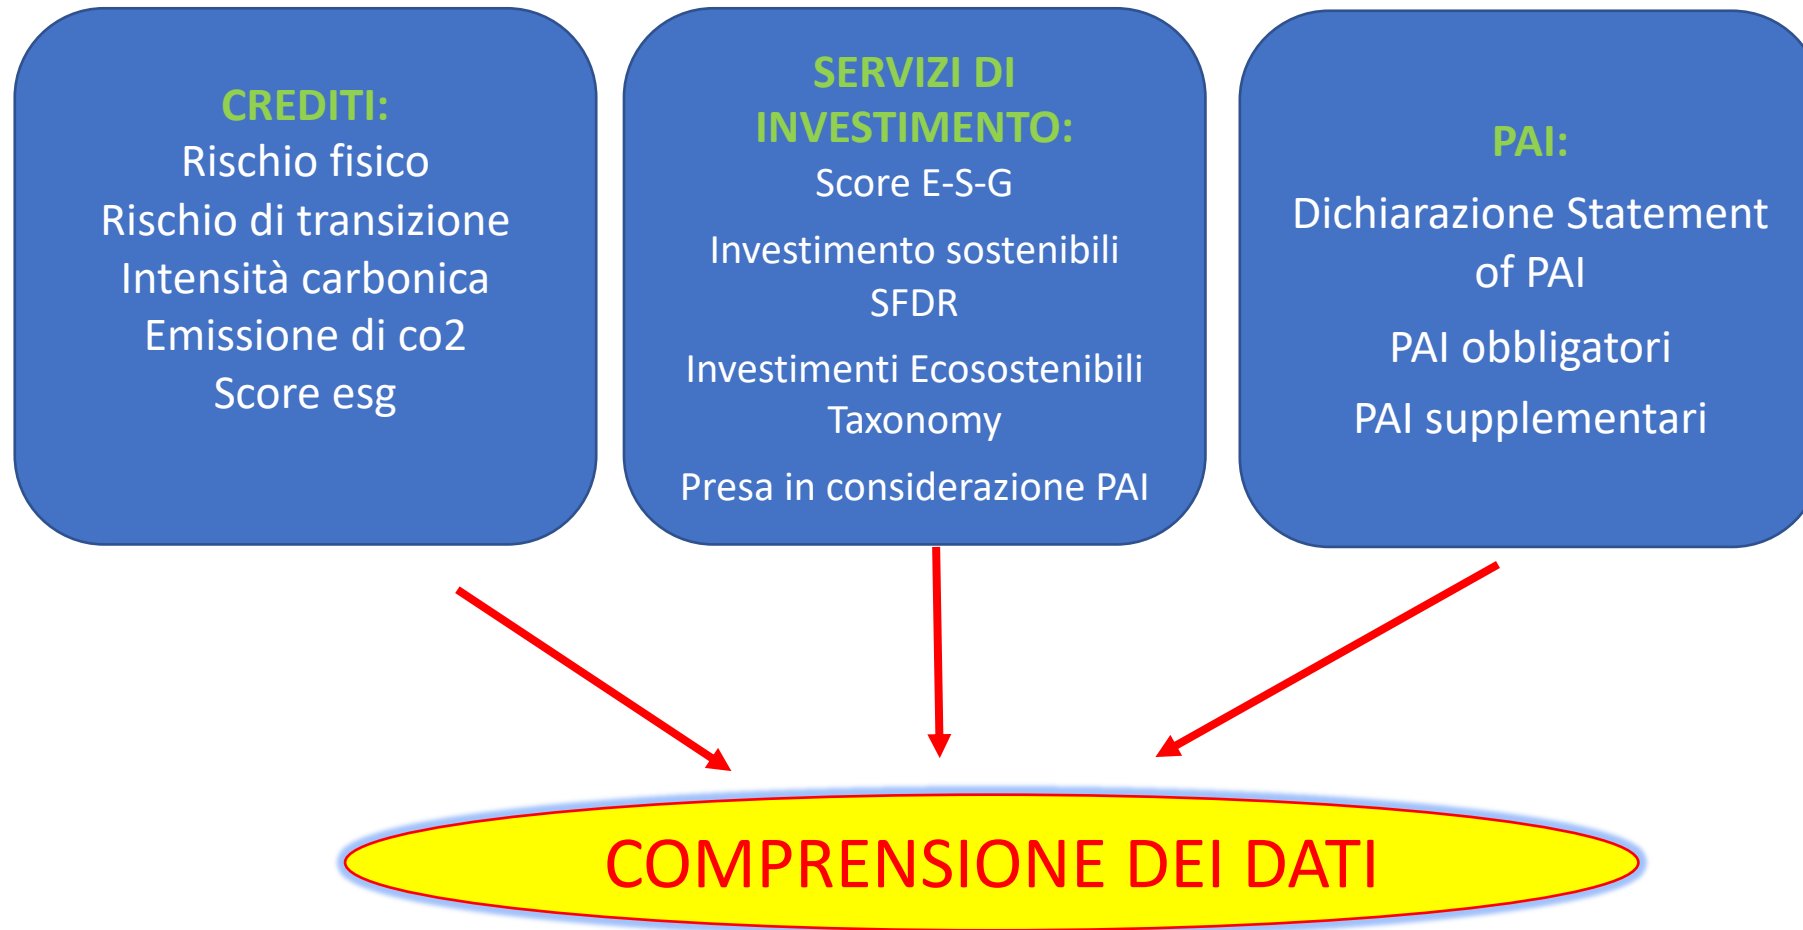 CREDITI:
Rischio fisico
Rischio di transizione
Intensità carbonica
Emissione di co2
Score esg
SERVIZI DI
INVESTIMENTO:
Score E-S-G
Investimento sostenibili
SFDR
Investimenti Ecosostenibili
Taxonomy
Presa in considerazione PAI
PAI:
Dichiarazione Statement
of PAI
PAI obbligatori
PAI supplementari
COMPRENSIONE DEI DATI